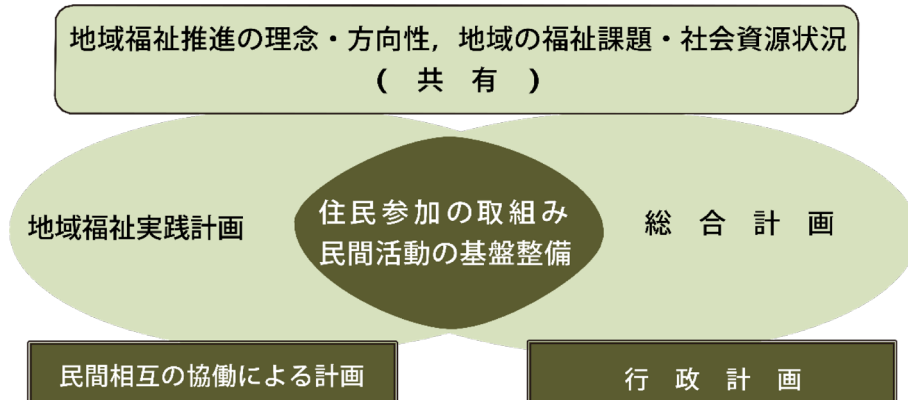 地域福祉推進の理念・方向性，地域の福祉課題・社会資源状況
( 共 有 )
地域福祉実践計画
住民参加の取組み
民間活動の基盤整備
総 合 計 画
民間相互の協働による計画
行 政 計 画